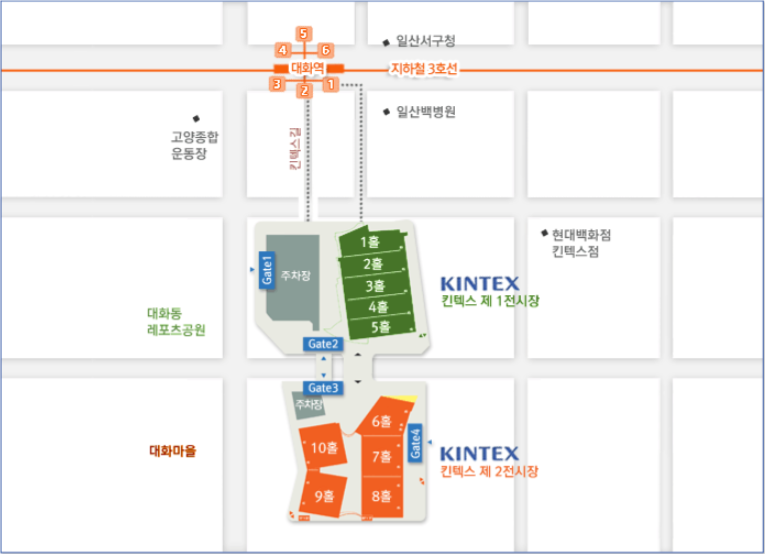 5
4
6
일산서구청
대화역
지하철 3호선
3
2
1
일산백병원
고양종합
운동장
킨텍스길
현대백화점
킨텍스점
1홀
2홀
3홀
4홀
5홀
Gate1
주차장
KINTEX
킨텍스 제 1전시장
대화동
레포츠공원
Gate2
Gate3
주차장
6홀
7홀
8홀
9홀
10홀
Gate4
대화마을
KINTEX
킨텍스 제 2전시장